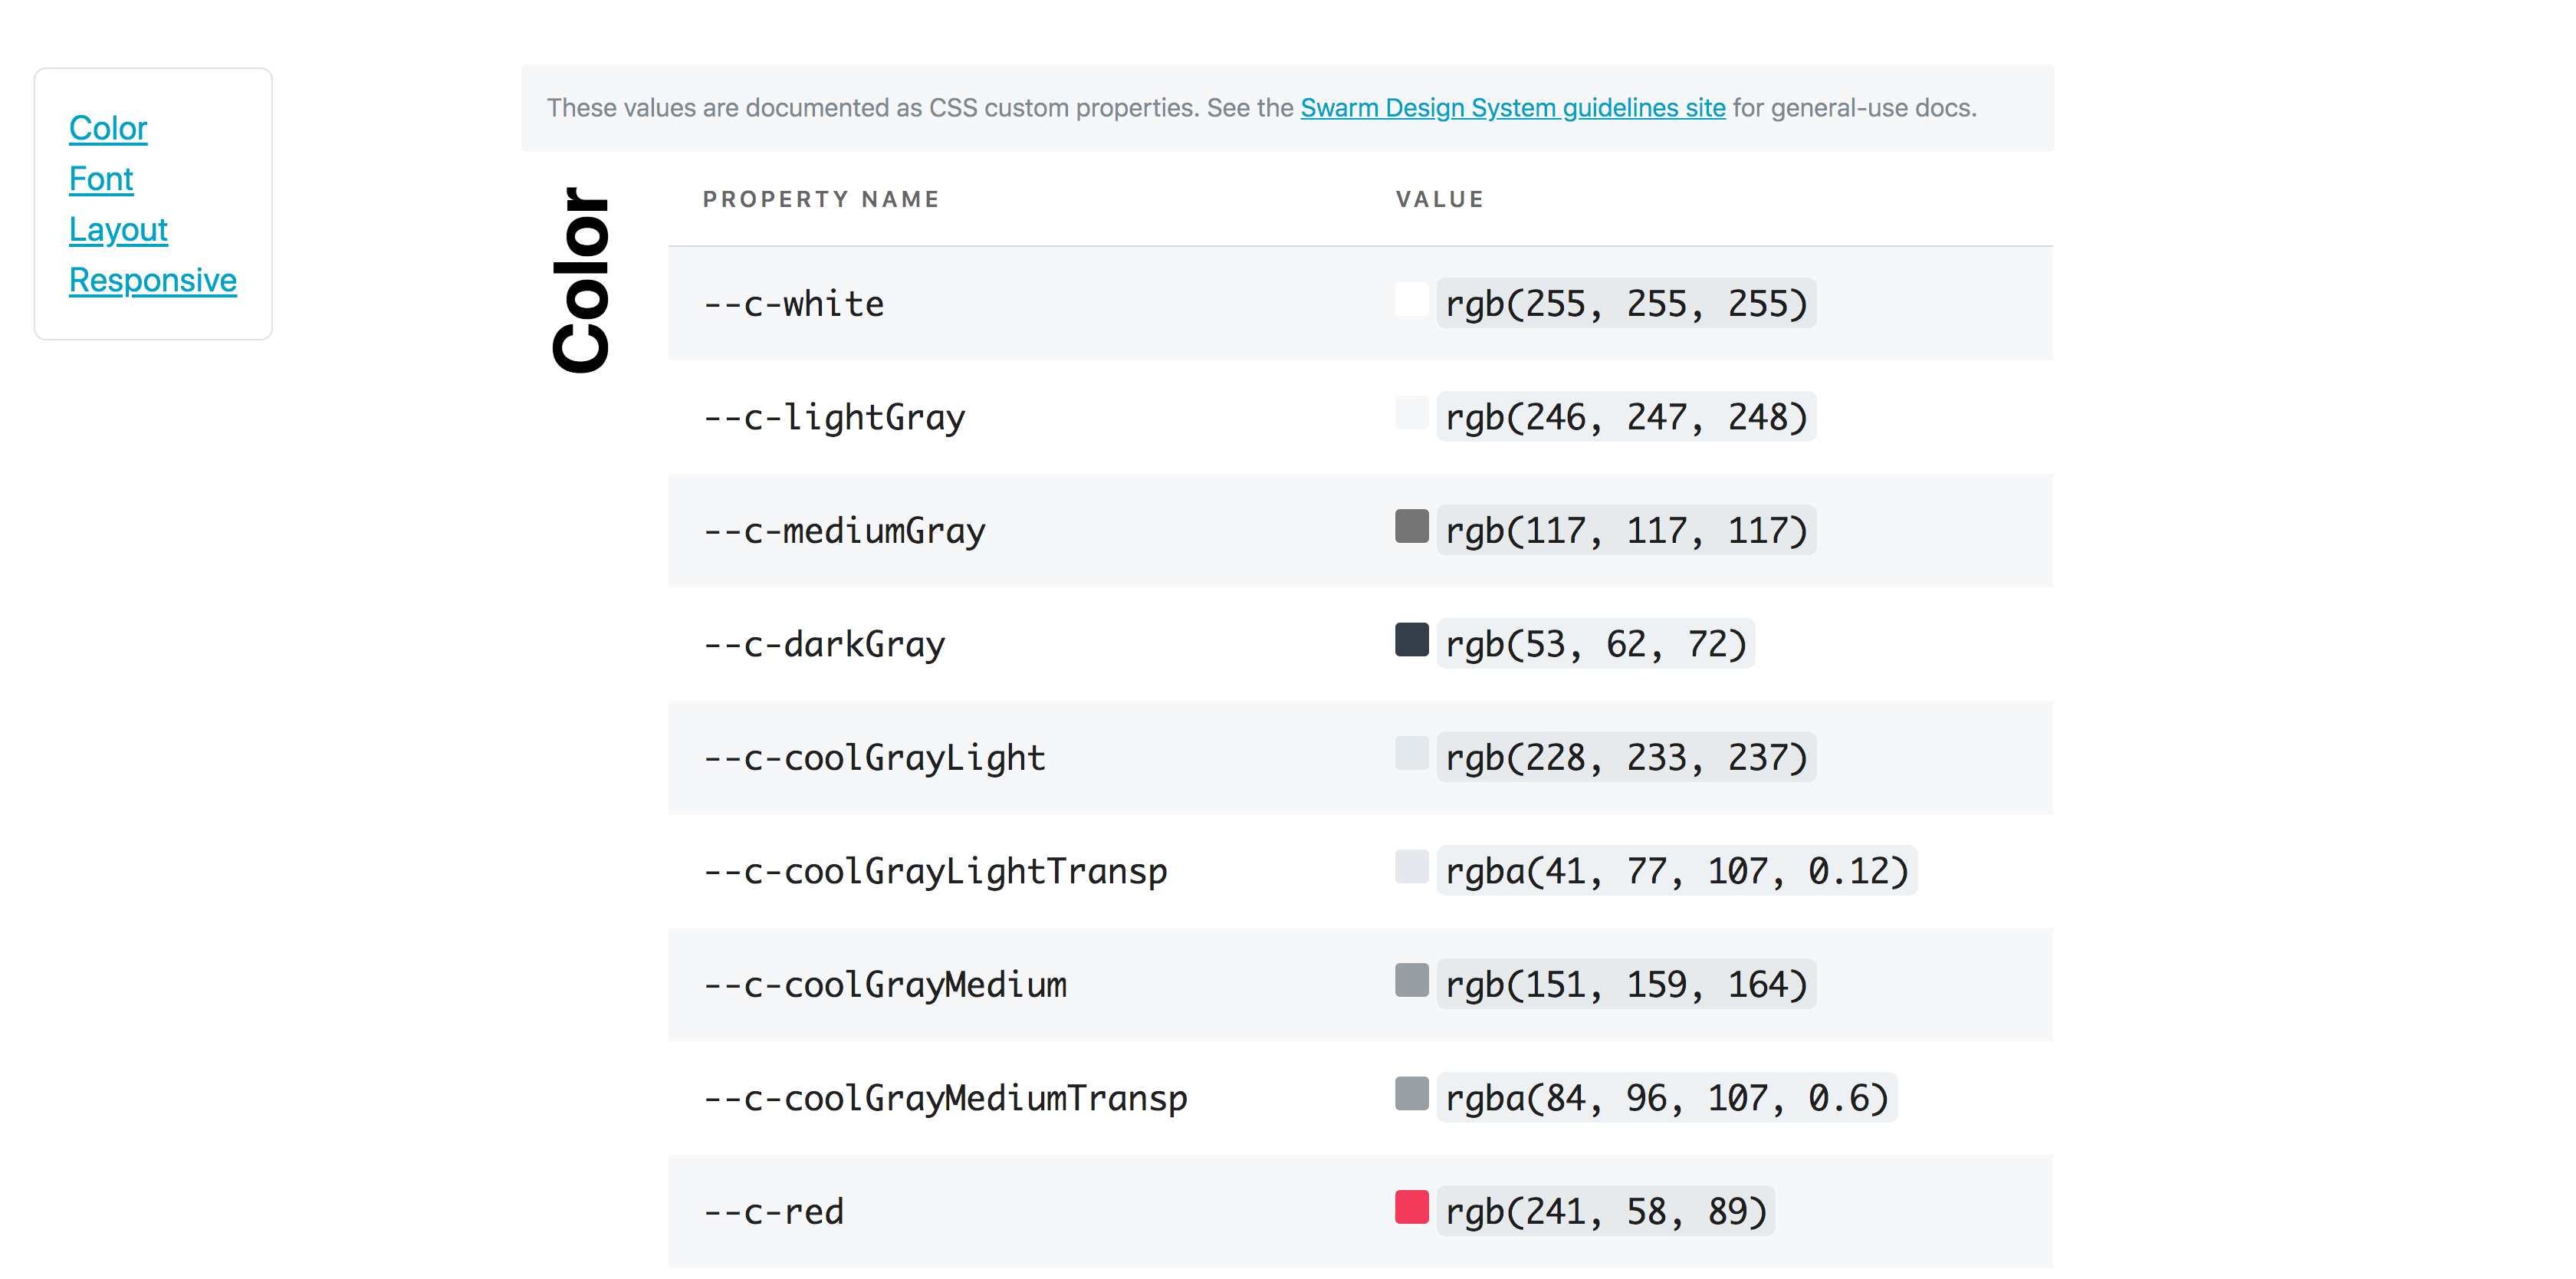 Color
Font
Layout
Responsive
These values are documented as CSS custom properties. See the Swarm Design System guidelines site for general-use docs.
Color
PROPERTY NAME VALUE
--c-white rgb(255, 255, 255)
--c-lightGray rgb(246, 247, 248)
--c-mediumGray rgb(117, 117, 117)
--c-darkGray rgb(53, 62, 72)
--c-coolGrayLight rgb(228, 233, 237)
--c-coolGrayLightTransp rgba(41, 77, 107, 0.12)
--c-coolGrayMedium rgb(151, 159, 164)
--c-coolGrayMediumTransp rgba(84, 96, 107, 0.6)
--c-red rgb(241, 58, 89)